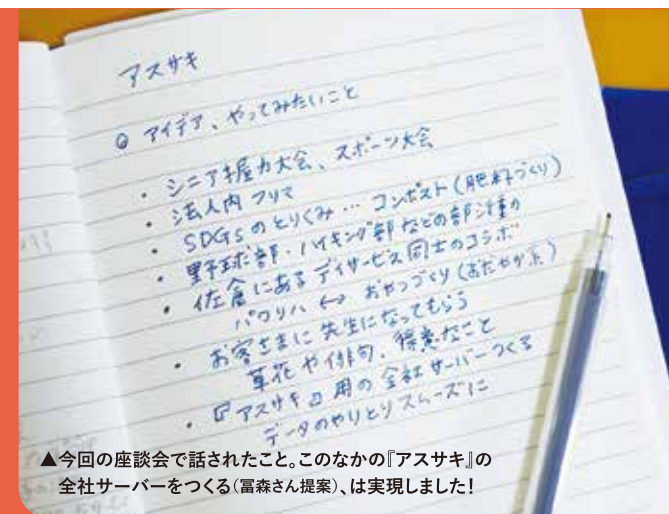 アスサキ
Q アイデア、やってみたいこと
・シニア握力大会、スポーツ大会
・法人内フリマ
・SDGsのとりくみ…コンポスト(肥料づくり)
・野球部・ハイキング部などの部活動
・佐倉にあるデイサービス同士のコラボ
パワリハ ↔ おやつづくり(おだやか系)
・お客さまに先生になってもらう
草花や俳句、得意なこと
・『アスサキ』用の全社サーバーつくる
データのやりとりスムーズに
▲今回の座談会で話されたこと。このなかの『アスサキ』の
全社サーバーをつくる(冨森さん提案)、は実現しました!